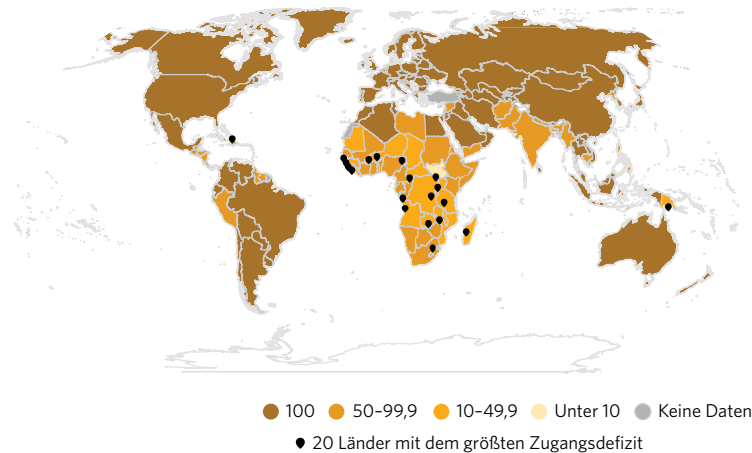 100 50–99,9 10–49,9 Unter 10 Keine Daten
20 Länder mit dem größten Zugangsdefizit